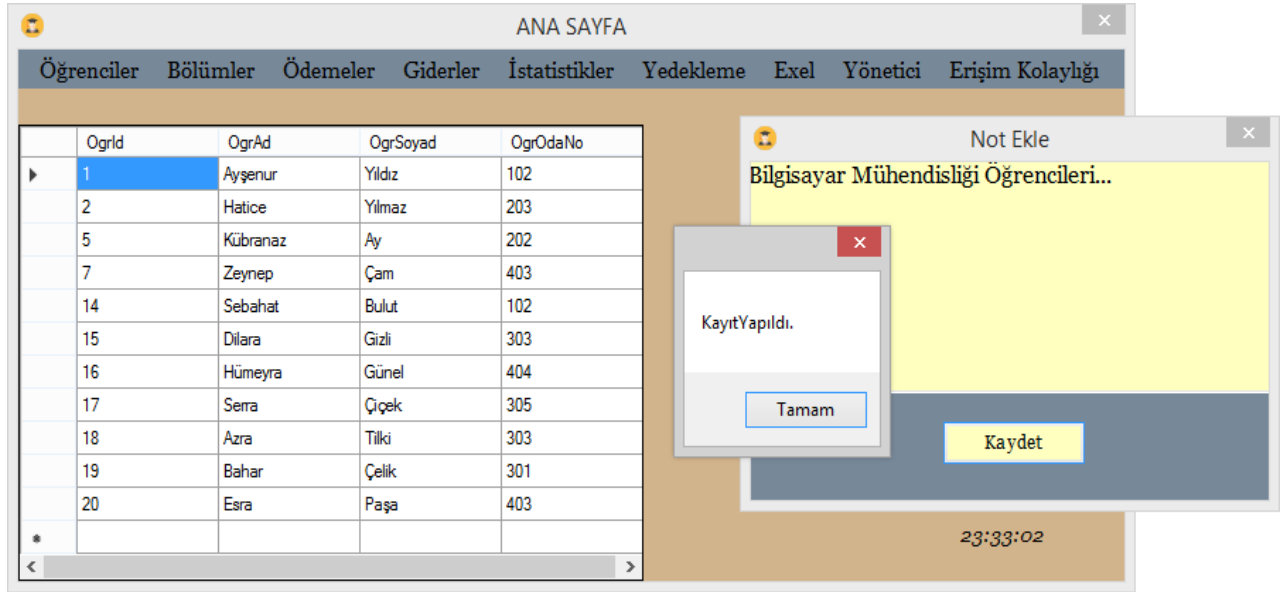 ANA SAYFA
Öğrenciler Bölümler Ödemeler Giderler İstatistikler Yedekleme Exel Yönetici Erişim Kolaylığı
OgrId OgrAd OgrSoyad OgrOdaNo
1 Ayşenur Yıldız 102
2 Hatice Yılmaz 203
5 Kübranaz Ay 202
7 Zeynep Çam 403
14 Sebahat Bulut 102
15 Dilara Gizli 303
16 Hümeyra Günel 404
17 Serra Çiçek 305
18 Azra Tilki 303
19 Bahar Çelik 301
20 Esra Paşa 403
Not Ekle
Bilgisayar Mühendisliği Öğrencileri...
KayıtYapıldı.
Tamam
Kaydet
23:33:02